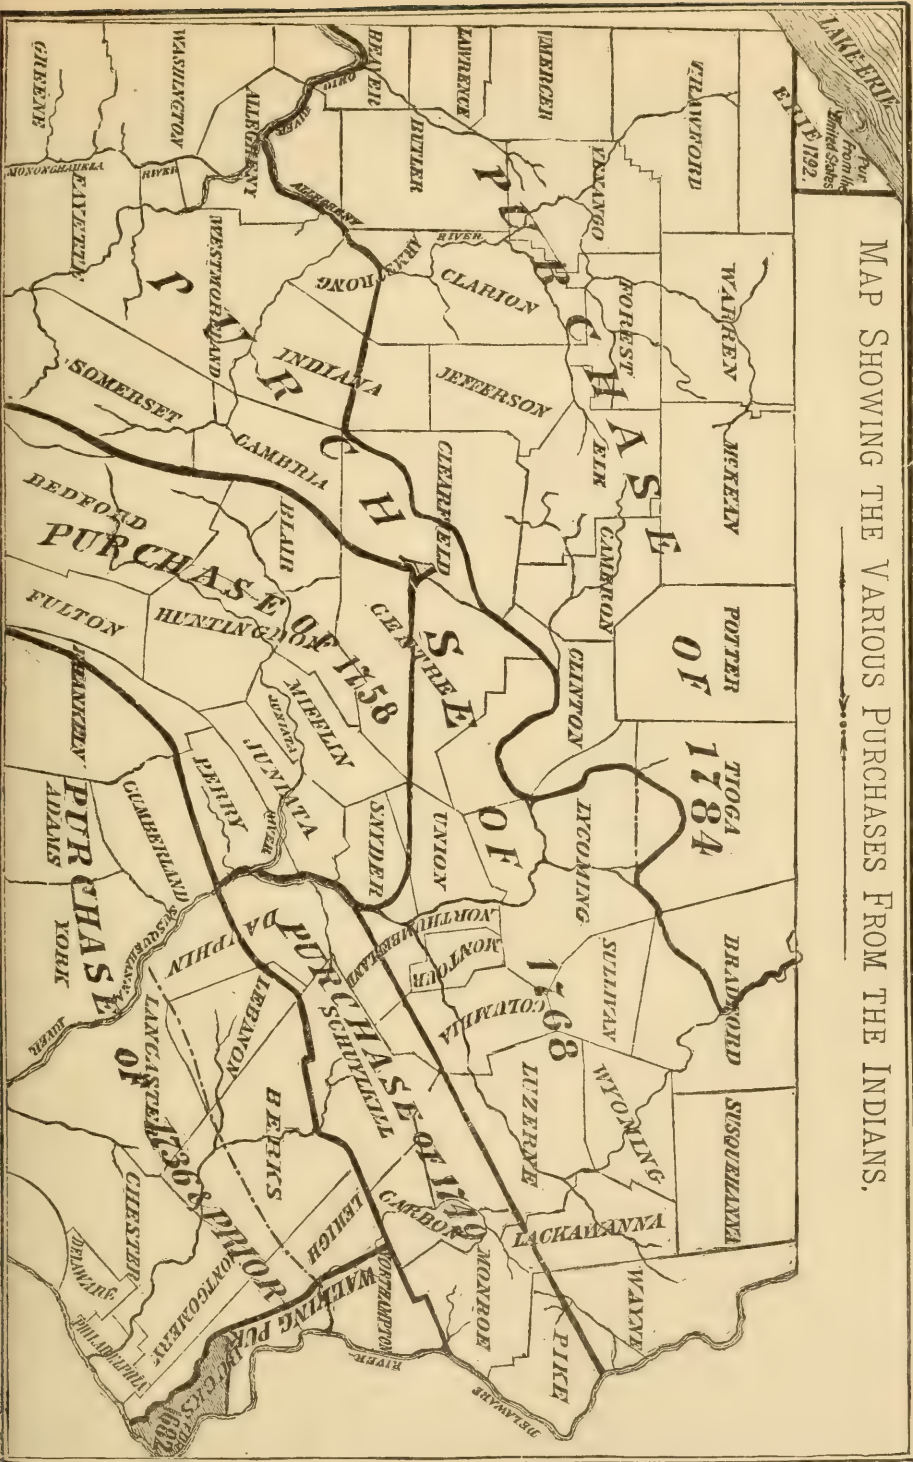 MAP SHOWING THE VARIOUS PURCHASES FROM THE INDIANS.
LAKE ERIE
ERIE
Pur
From the
United States
1792.
CRAWFORD
WARREN
McKEAN
POTTER
TIOGA
BRADFORD
SUSQUEHANNA
WAYNE
MERCER
VENANGO
FOREST
ELK
CAMERON
CLINTON
LYCOMING
SULLIVAN
WYOMING
LACKAWANNA
PIKE
LAWRENCE
BUTLER
CLARION
JEFFERSON
CLEARFIELD
CENTRE
UNION
NORTHUMBERLAND
MONTOUR
COLUMBIA
LUZERNE
MONROE
BEAVER
ALLEGHENY
ARMSTRONG
INDIANA
CAMBRIA
BLAIR
HUNTINGDON
MIFFLIN
JUNIATA
SNYDER
PERRY
DAUPHIN
SCHUYLKILL
CARBON
NORTHAMPTON
LEHIGH
BERKS
LEBANON
WASHINGTON
WESTMORELAND
SOMERSET
BEDFORD
FULTON
FRANKLIN
CUMBERLAND
ADAMS
YORK
LANCASTER
CHESTER
DELAWARE
MONTGOMERY
PHILADELPHIA
BUCKS
1682
GREENE
FAYETTE
OHIO
RIVER
MONONGAHELA
RIVER
ALLEGHENY
RIVER
JUNIATA
RIVER
SUSQUEHANNA
RIVER
DELAWARE
RIVER
PURCHASE
OF
1784
PURCHASE
OF
1768
PURCHASE OF 1758
PURCHASE OF 1749
PURCHASE
OF
1736 & PRIOR
WALKING PUR